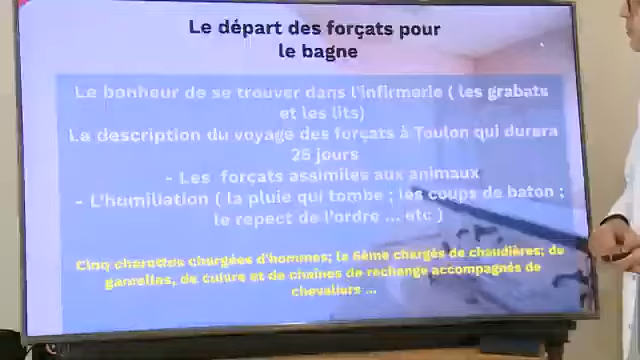 Le départ des forçats pour
le bagne
Le bonheur de se trouver dans l'infirmerie ( les grabats
et les lits)
La description du voyage des forçats à Toulon qui durera
25 jours
- Les forçats assimilés aux animaux
- L'humiliation ( la pluie qui tombe ; les coups de baton ;
le repect de l'ordre ... etc )
Cinq charettes chargées d'hommes; la 6ème chargés de chaudières; de
gamelles, de cuivre et de chaînes de rechange accompagnés de
chevaliers ...